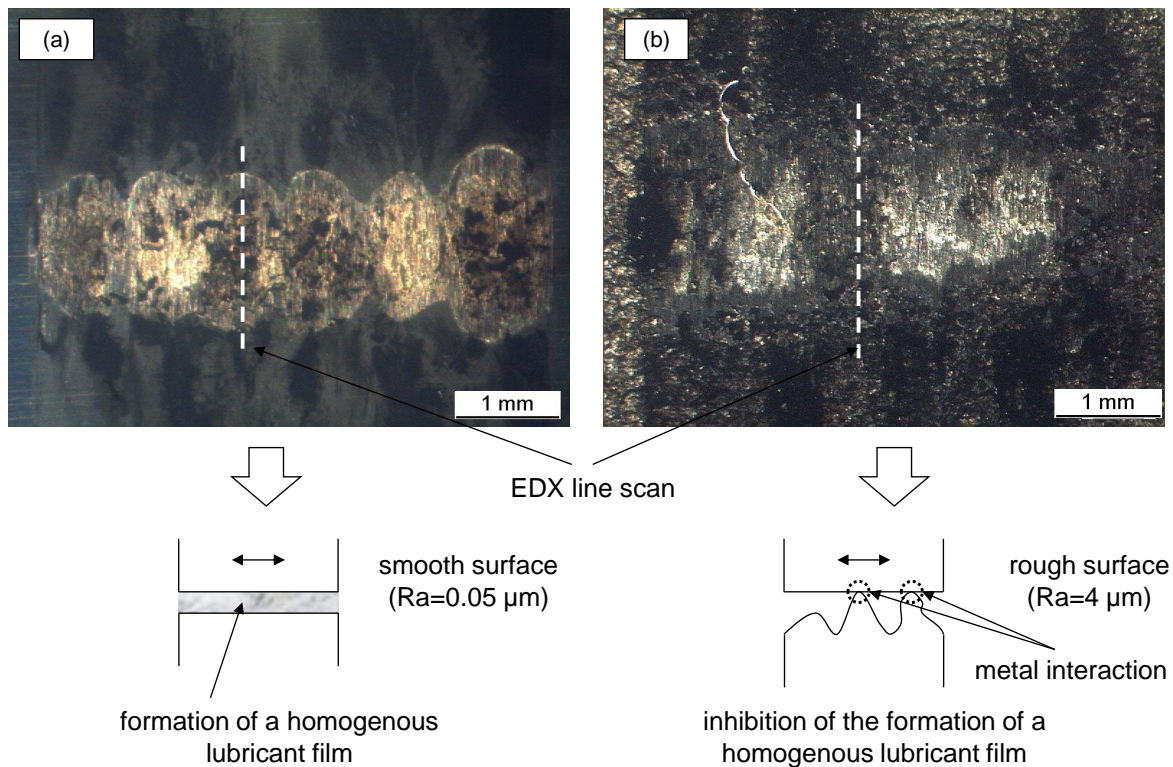 (a)
(b)
1 mm
1 mm
EDX line scan
smooth surface
(Ra=0.05 µm)
rough surface
(Ra=4 µm)
metal interaction
formation of a homogenous
lubricant film
inhibition of the formation of a
homogenous lubricant film